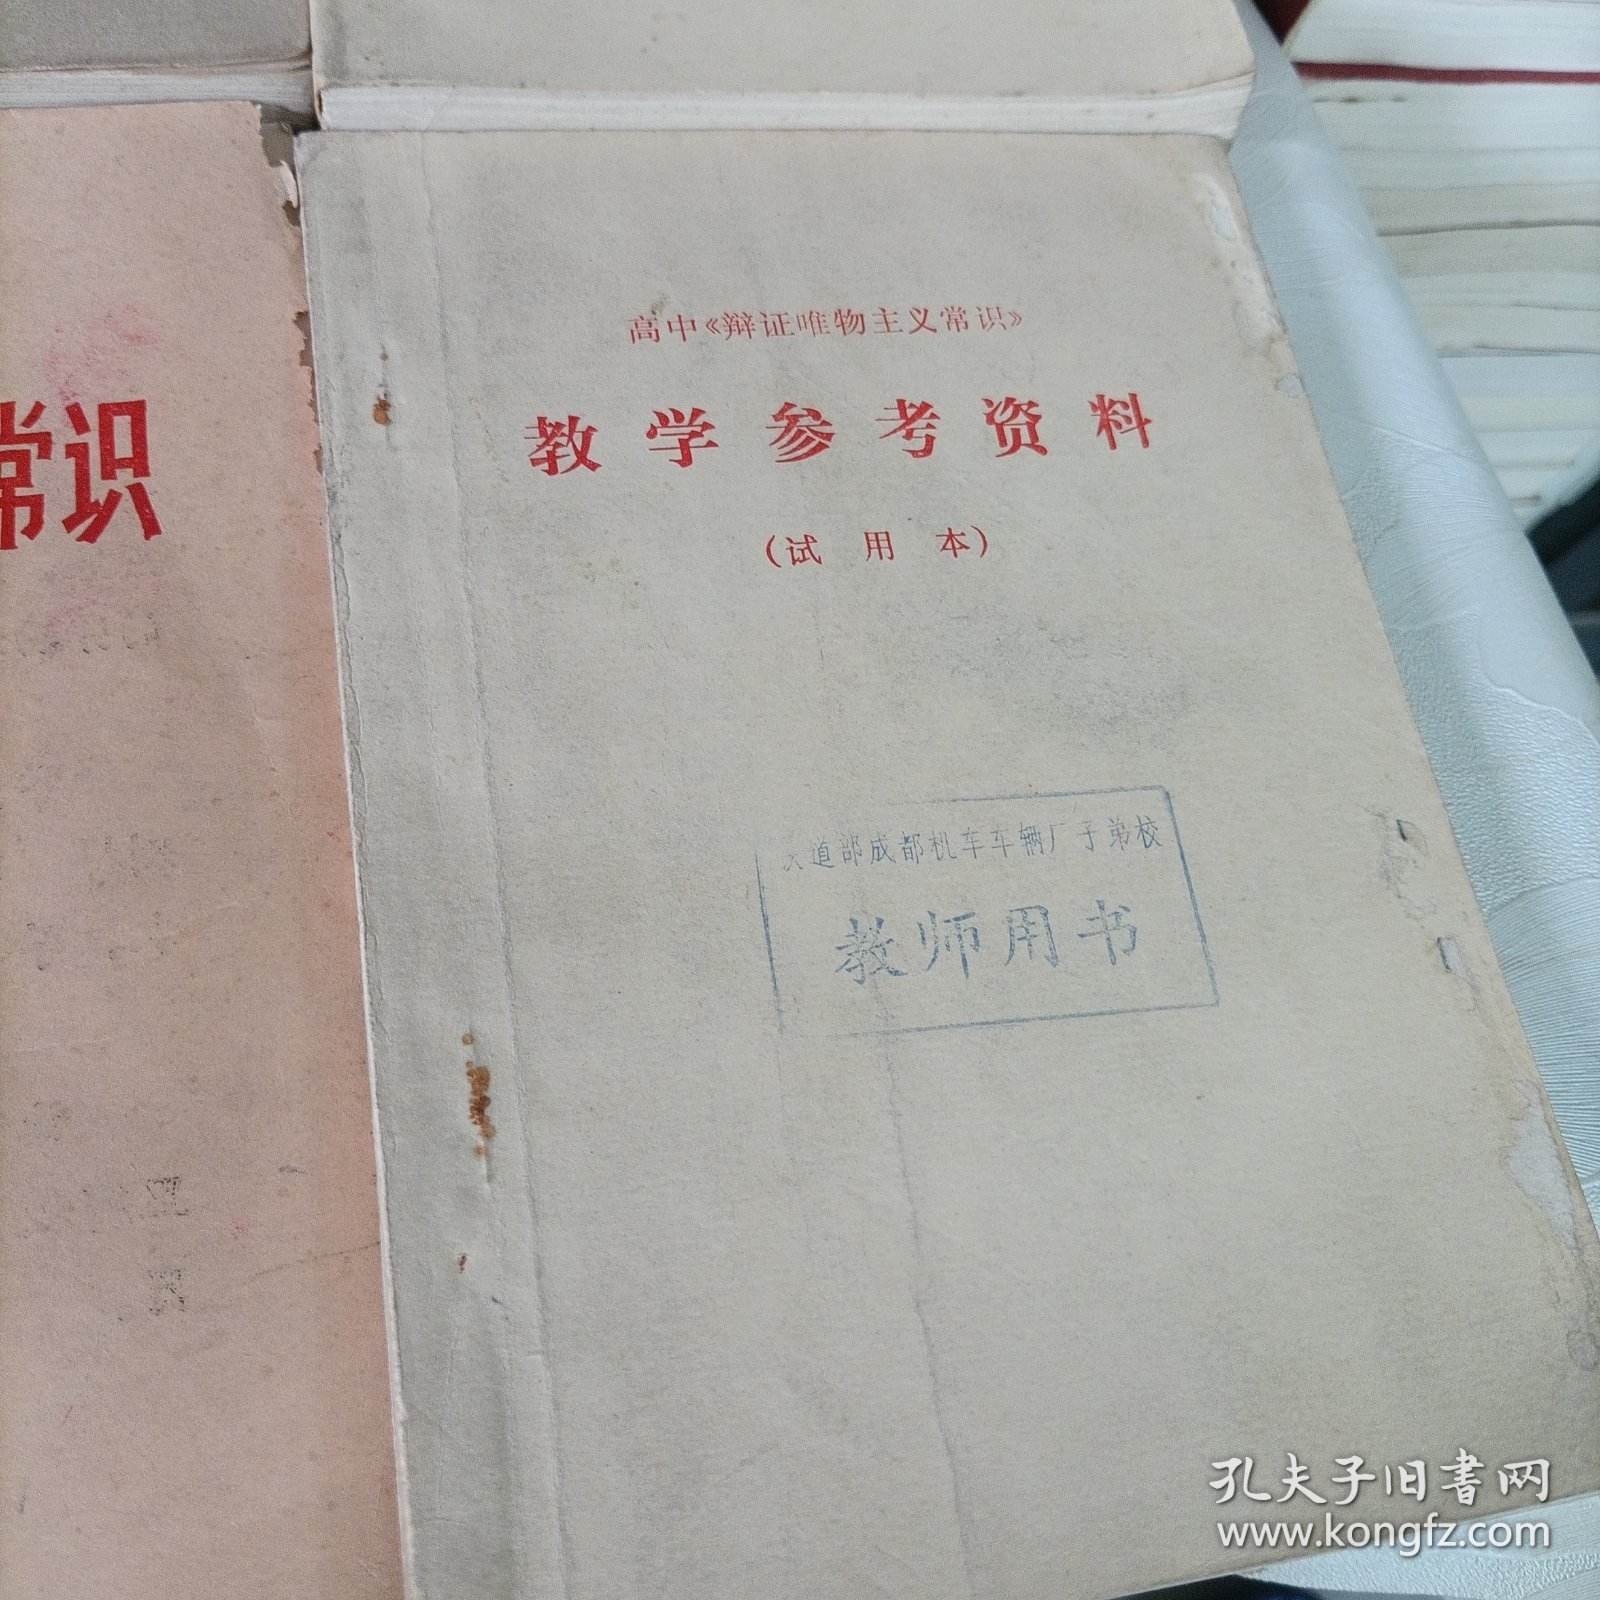 常识
高中《辩证唯物主义常识》
教学参考资料
(试用本)
道部成都机车车辆厂子弟校
教师用书
孔夫子旧书网
www.kongfz.com